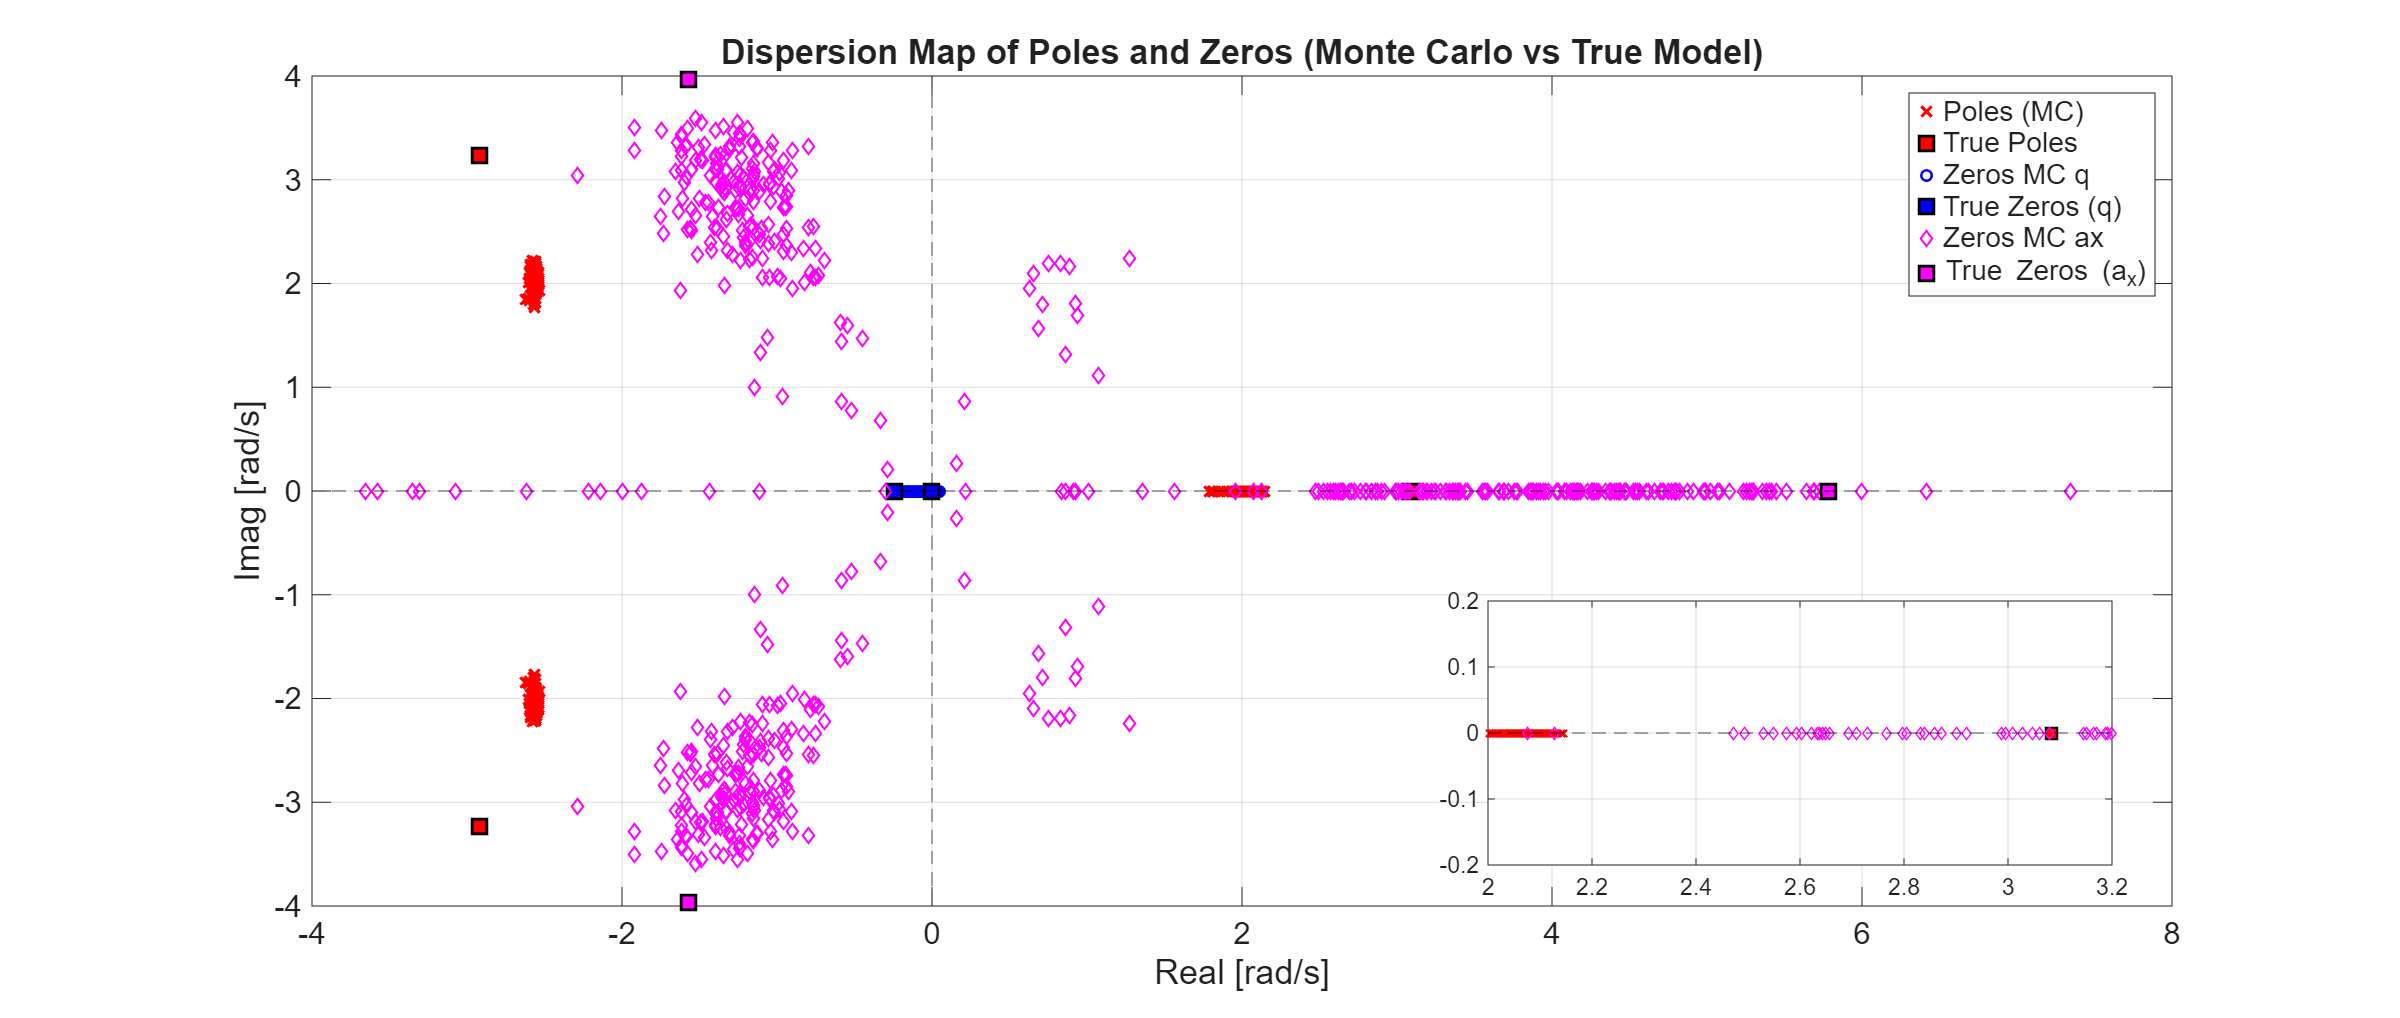 Dispersion Map of Poles and Zeros (Monte Carlo vs True Model)
Poles (MC)
True Poles
Zeros MC q
True Zeros (q)
Zeros MC ax
True Zeros (ax)
4
3
2
1
0
-1
-2
-3
-4
Imag [rad/s]
0.2
0.1
0
-0.1
-0.2
2 2.2 2.4 2.6 2.8 3 3.2
-4 -2 0 2 4 6 8
Real [rad/s]